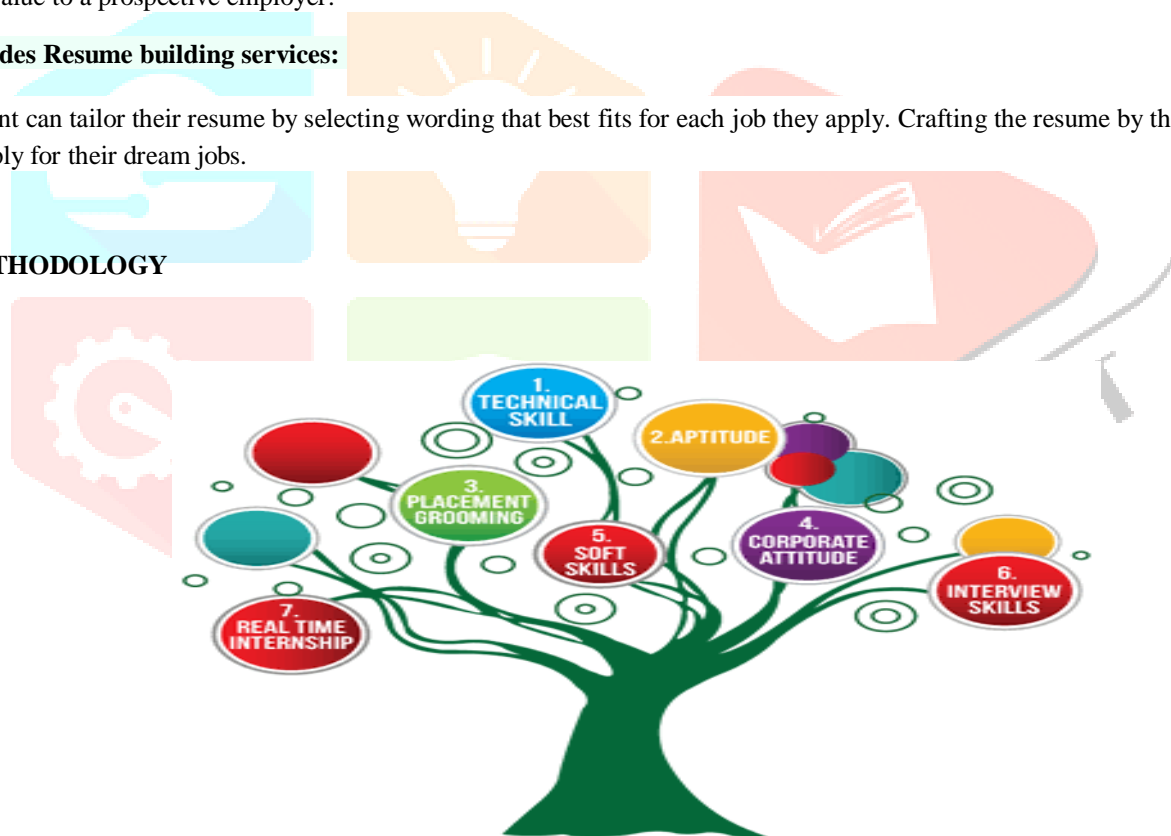 alue to a prospective employer.
des Resume building services:
nt can tailor their resume by selecting wording that best fits for each job they apply. Crafting the resume by th
ply for their dream jobs.
THODOLOGY
1.
TECHNICAL
SKILL
2.APTITUDE
3.
PLACEMENT
GROOMING
4.
CORPORATE
ATTITUDE
5.
SOFT
SKILLS
6.
INTERVIEW
SKILLS
7.
REAL TIME
INTERNSHIP